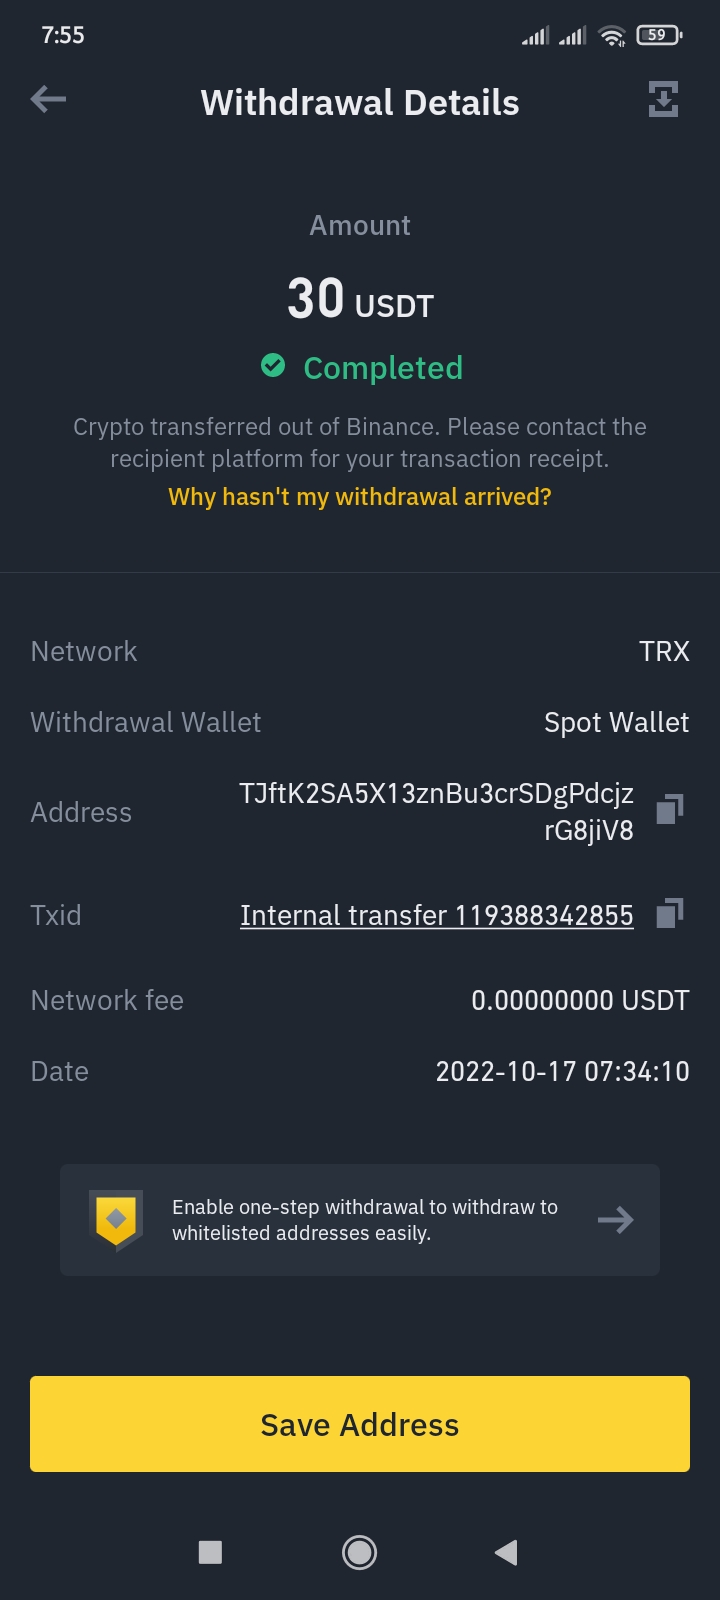 7:55
59
Withdrawal Details
Amount
30 USDT
Completed
Crypto transferred out of Binance. Please contact the
recipient platform for your transaction receipt.
Why hasn't my withdrawal arrived?
Network TRX
Withdrawal Wallet Spot Wallet
Address TJftK2SA5X13znBu3crSDgPdcjz
rG8jiV8
Txid Internal transfer 119388342855
Network fee 0.00000000 USDT
Date 2022-10-17 07:34:10
Enable one-step withdrawal to withdraw to
whitelisted addresses easily.
Save Address